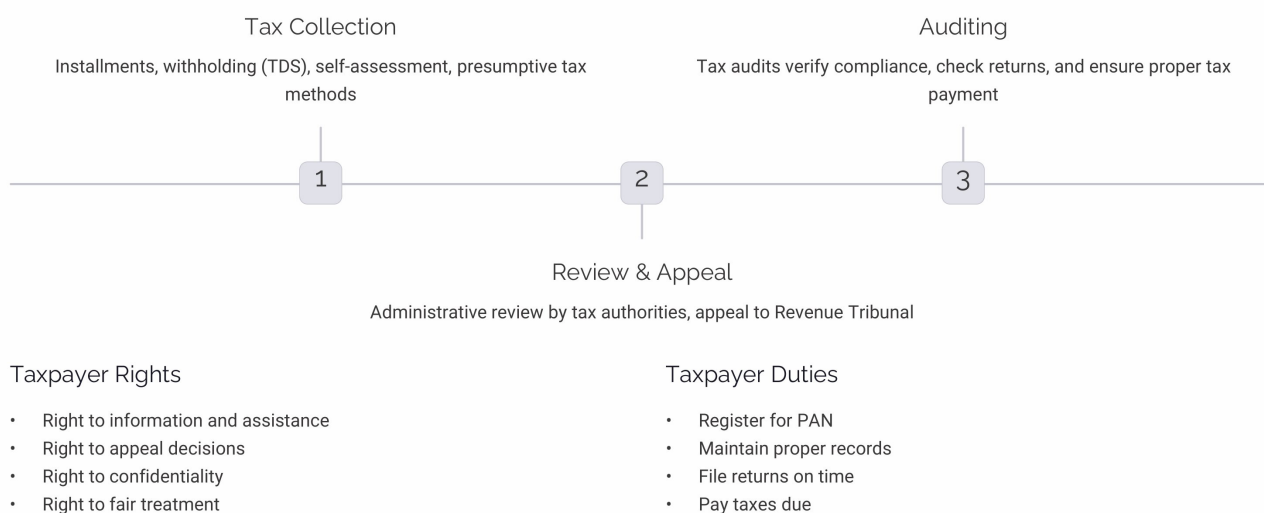 Tax Collection
Installments, withholding (TDS), self-assessment, presumptive tax
methods
Auditing
Tax audits verify compliance, check returns, and ensure proper tax
payment
1
2
3
Review & Appeal
Administrative review by tax authorities, appeal to Revenue Tribunal
Taxpayer Rights
• Right to information and assistance
• Right to appeal decisions
• Right to confidentiality
• Right to fair treatment
Taxpayer Duties
• Register for PAN
• Maintain proper records
• File returns on time
• Pay taxes due